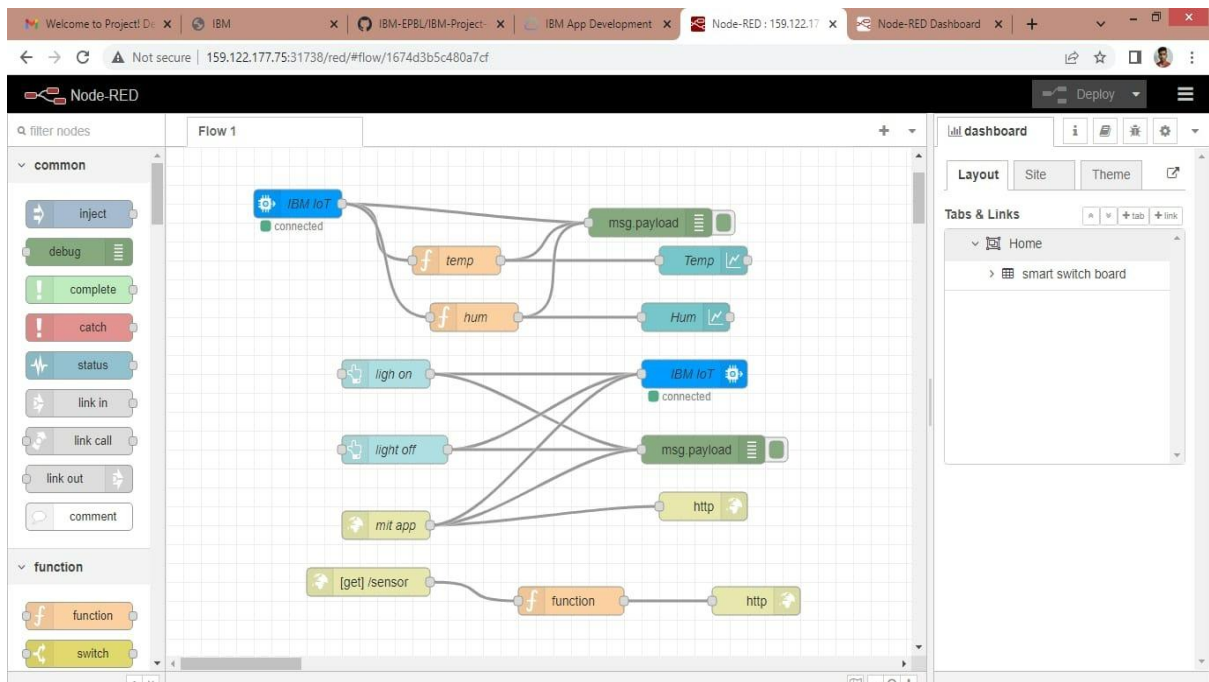 Welcome to Project! De
IBM
IBM-EPBL/IBM-Project-
IBM App Development
Node-RED : 159.122.17
Node-RED Dashboard
Not secure
159.122.177.75:31738/red/#flow/1674d3b5c480a7cf
Node-RED
Deploy
filter nodes
common
inject
debug
complete
catch
status
link in
link call
link out
comment
function
function
switch
Flow 1
IBM IoT
connected
msg.payload
temp
Temp
hum
Hum
ligh on
IBM IoT
connected
light off
msg.payload
mit app
http
[get] /sensor
function
http
dashboard
i
Layout
Site
Theme
Tabs & Links
+tab
+link
Home
smart switch board